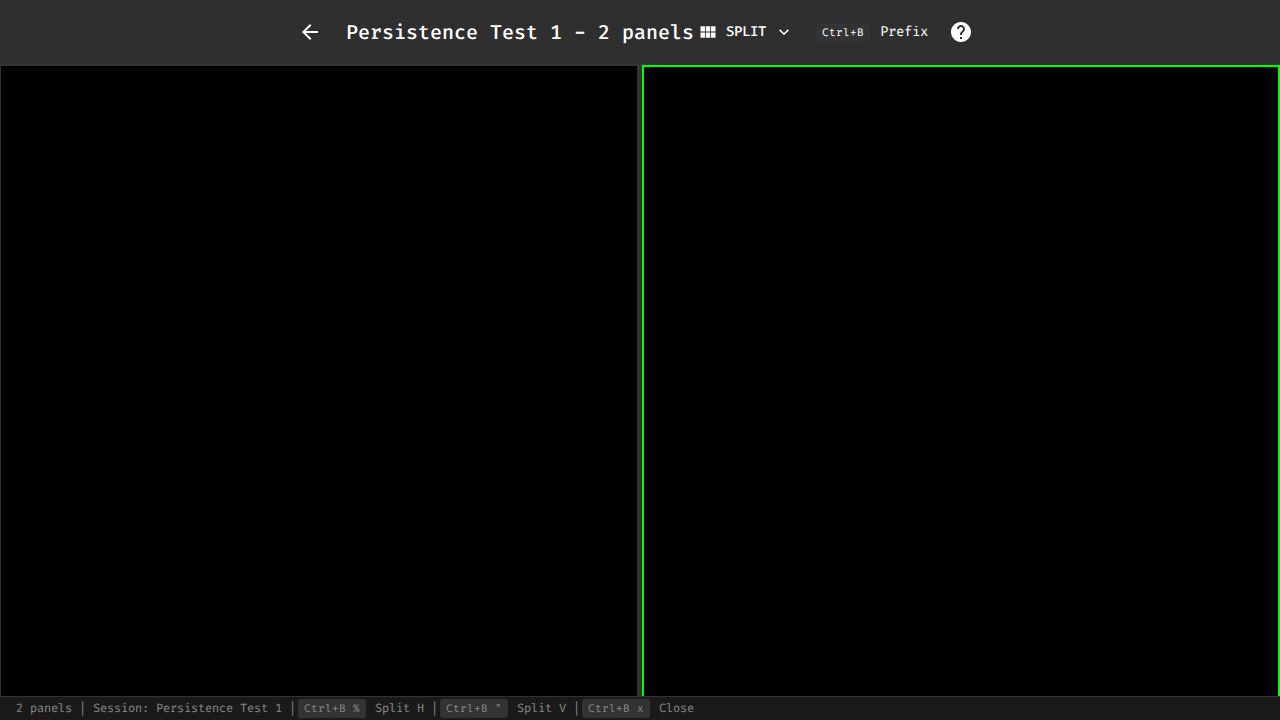 Persistence Test 1 - 2 panels SPLIT Ctrl+B Prefix
2 panels | Session: Persistence Test 1 | Ctrl+B % Split H | Ctrl+B " Split V | Ctrl+B x Close